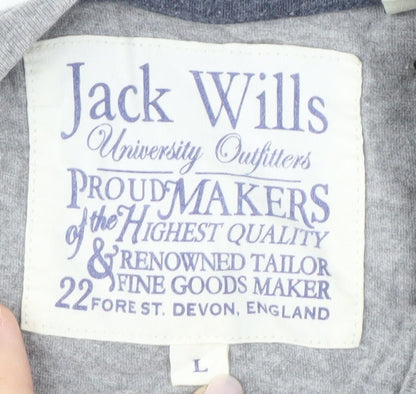 Jack Wills
University Outfitters
PROUD MAKERS
of the HIGHEST QUALITY
& RENOWNED TAILOR
FINE GOODS MAKER
22 FORE ST. DEVON, ENGLAND
L